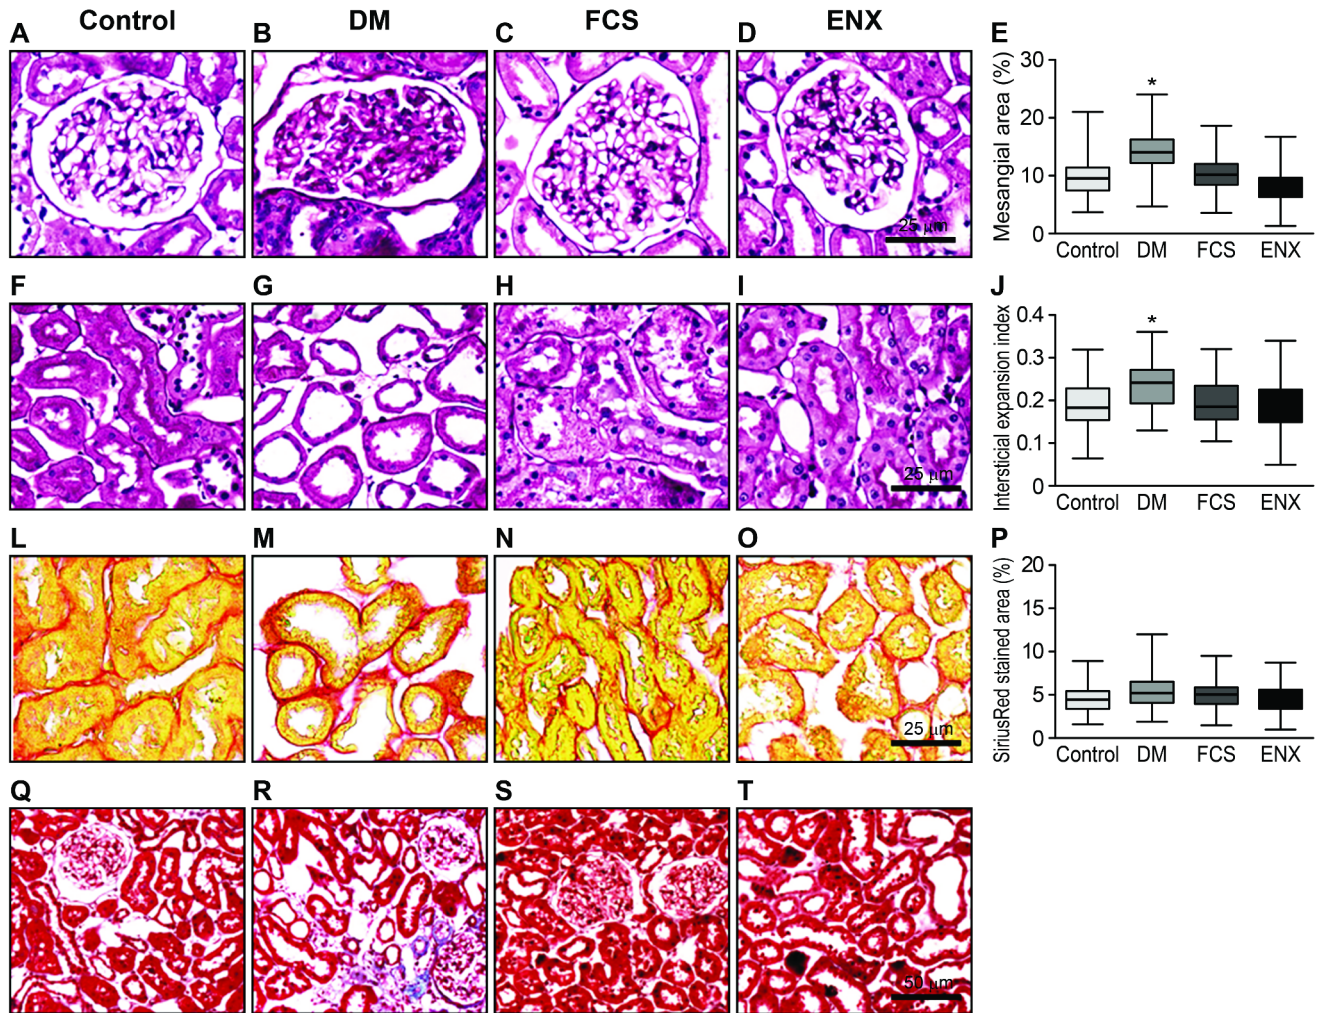 Control DM FCS ENX
A B C D E
Mesangial area (%)
30
20
10
0
*
Control DM FCS ENX
25 μm
F G H I J
Intersticial expansion index
0.4
0.3
0.2
0.1
0
*
Control DM FCS ENX
25 μm
L M N O P
SiriusRed stained area (%)
20
15
10
5
0
Control DM FCS ENX
25 μm
Q R S T
50 μm